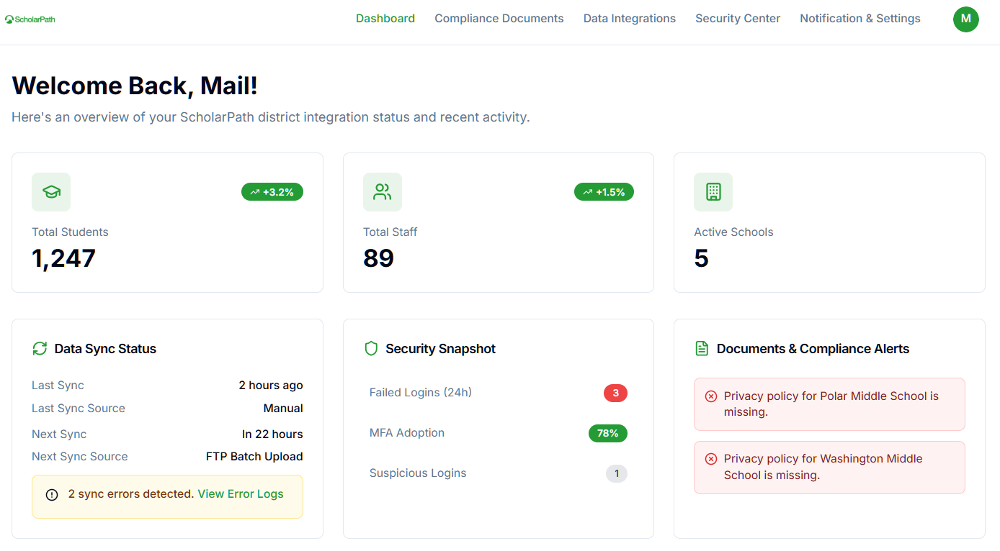 ScholarPath
Dashboard Compliance Documents Data Integrations Security Center Notification & Settings M
Welcome Back, Mail!
Here's an overview of your ScholarPath district integration status and recent activity.
+3.2%
Total Students
1,247
+1.5%
Total Staff
89
Active Schools
5
Data Sync Status
Last Sync 2 hours ago
Last Sync Source Manual
Next Sync In 22 hours
Next Sync Source FTP Batch Upload
2 sync errors detected. View Error Logs
Security Snapshot
Failed Logins (24h) 3
MFA Adoption 78%
Suspicious Logins 1
Documents & Compliance Alerts
Privacy policy for Polar Middle School is
missing.
Privacy policy for Washington Middle
School is missing.